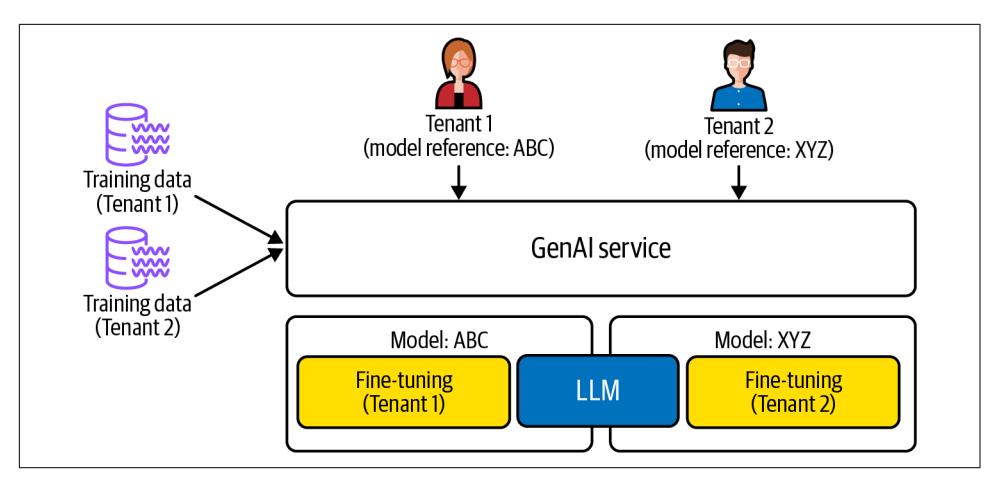 Tenant 1
(model reference: ABC)
Tenant 2
(model reference: XYZ)
Training data
(Tenant 1)
Training data
(Tenant 2)
GenAI service
Model: ABC
Fine-tuning
(Tenant 1)
LLM
Model: XYZ
Fine-tuning
(Tenant 2)